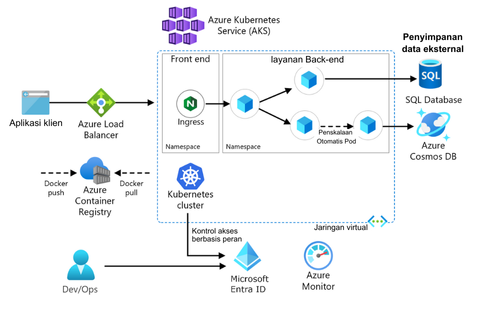 Azure Kubernetes
Service (AKS)
Penyimpanan
data eksternal
Front end
layanan Back-end
SQL
SQL Database
Aplikasi klien
Azure Load
Balancer
N
Ingress
Penskalaan
Otomatis Pod
Azure
Cosmos DB
Namespace
Namespace
Docker
push
Azure
Container
Registry
Docker
pull
Kubernetes
cluster
Jaringan virtual
Kontrol akses
berbasis peran
Dev/Ops
Microsoft
Entra ID
Azure
Monitor